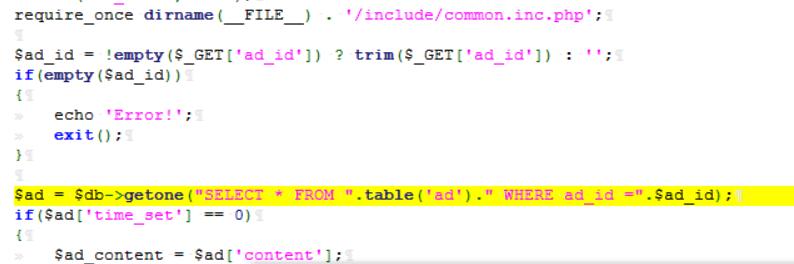 require_once dirname(__FILE__) . '/include/common.inc.php';
$ad_id = !empty($_GET['ad_id']) ? trim($_GET['ad_id']) : '';
if(empty($ad_id))
{
echo 'Error!';
exit();
}
$ad = $db->getone("SELECT * FROM ".table('ad')." WHERE ad_id =".$ad_id);
if($ad['time_set'] == 0)
{
$ad_content = $ad['content'];